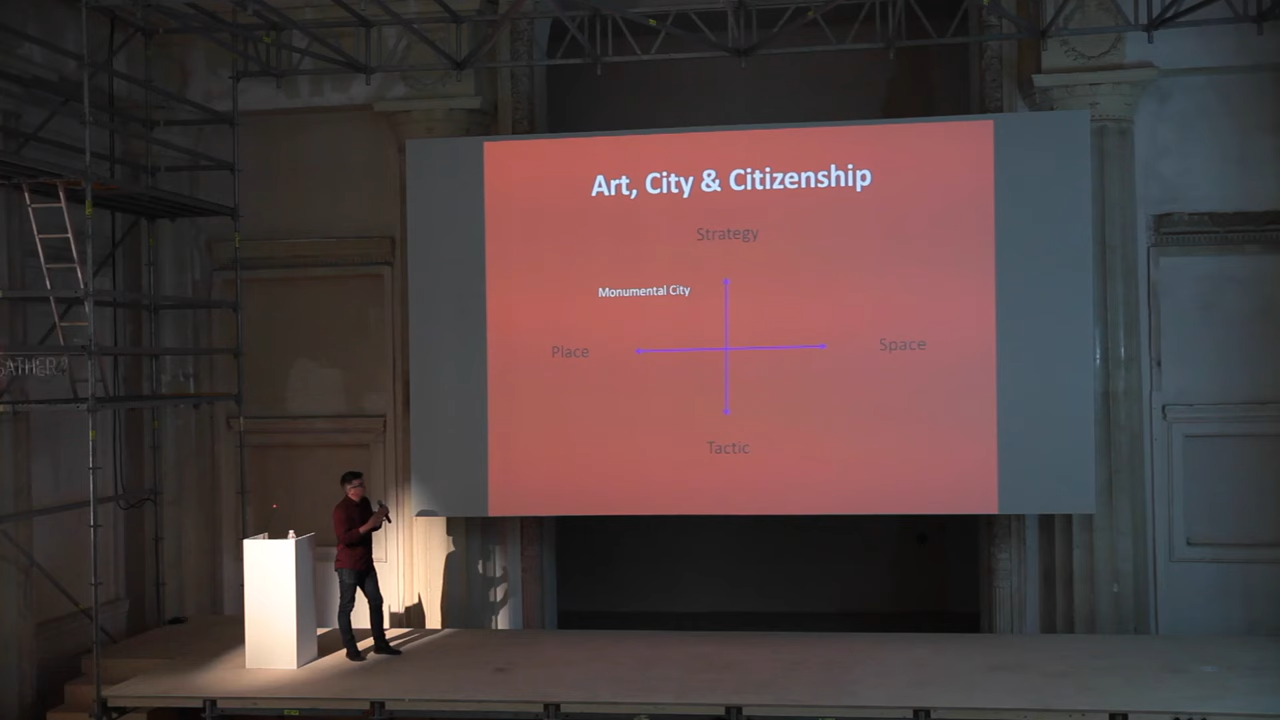 Art, City & Citizenship
Strategy
Monumental City
Place
Space
Tactic